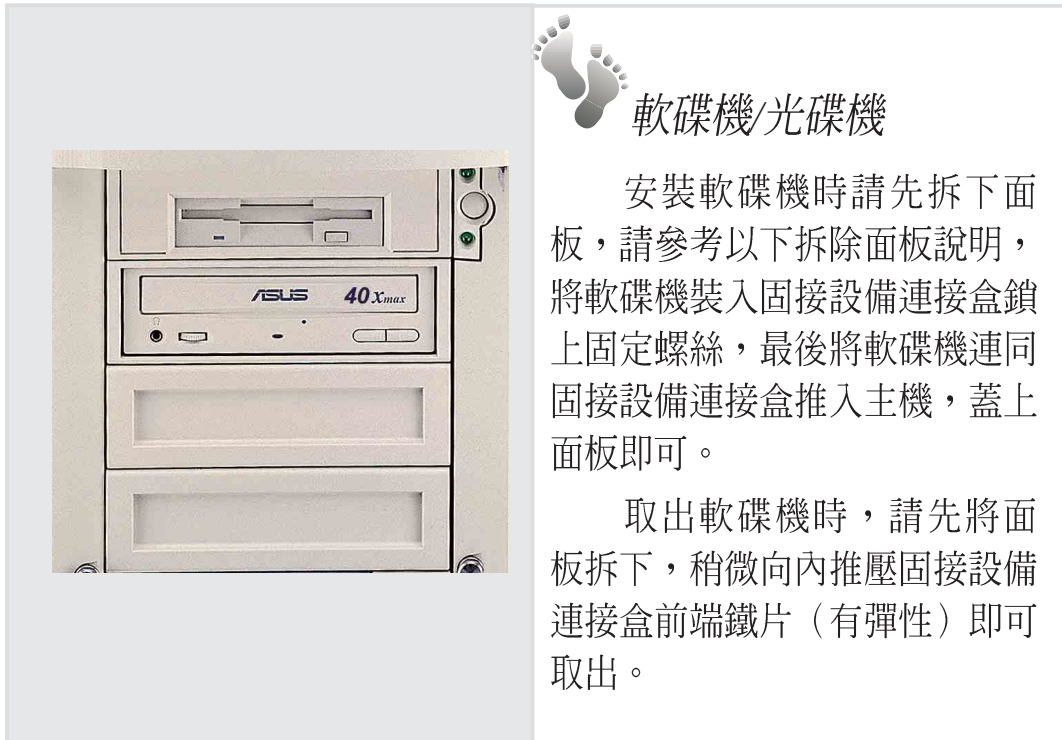 軟碟機/光碟機
安裝軟碟機時請先拆下面
板，請參考以下拆除面板說明，
將軟碟機裝入固接設備連接盒鎖
上固定螺絲，最後將軟碟機連同
固接設備連接盒推入主機，蓋上
面板即可。
取出軟碟機時，請先將面
板拆下，稍微向內推壓固接設備
連接盒前端鐵片（有彈性）即可
取出。
ASUS 40Xmax